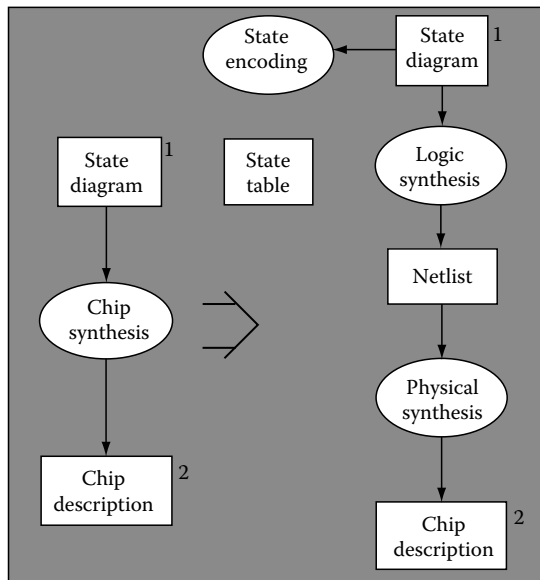 State
encoding
State
diagram
1
State
diagram
1
State
table
Logic
synthesis
Netlist
Chip
synthesis
Physical
synthesis
Chip
description
2
Chip
description
2